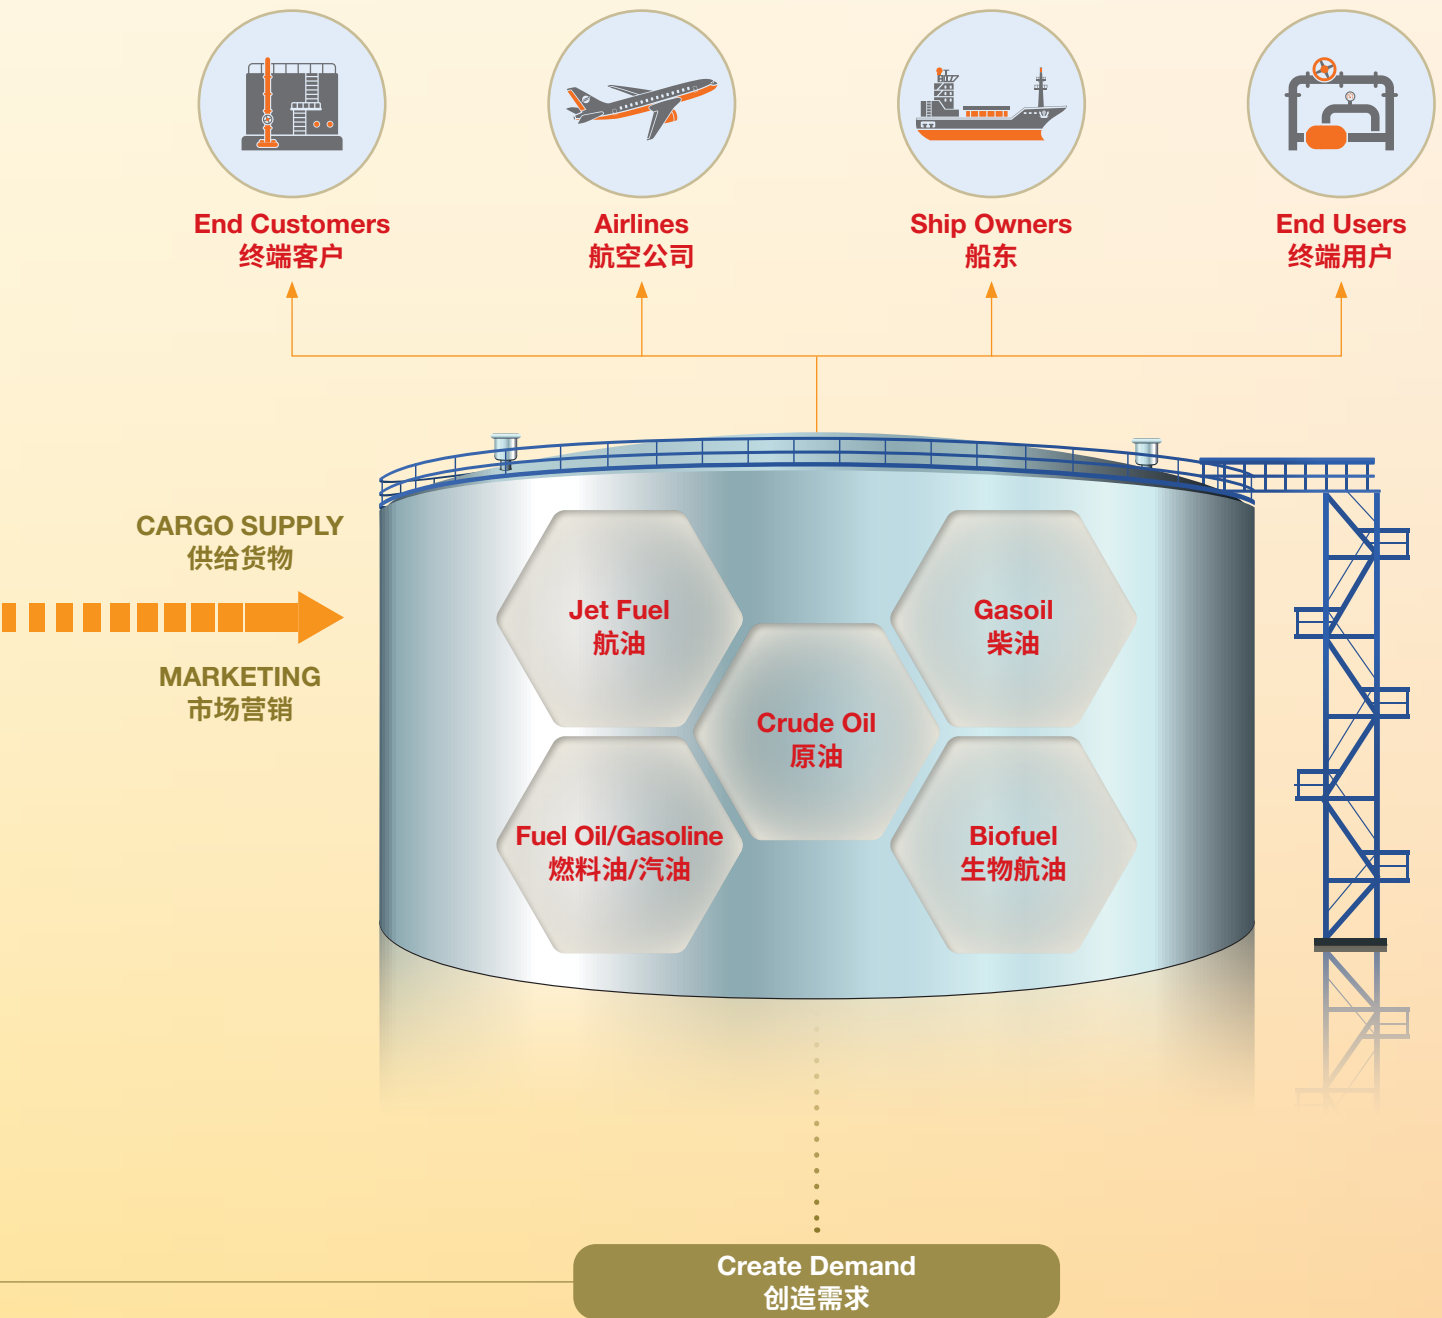 End Customers
终端客户
Airlines
航空公司
Ship Owners
船东
End Users
终端用户
CARGO SUPPLY
供给货物
MARKETING
市场营销
Jet Fuel
航油
Gasoil
柴油
Crude Oil
原油
Fuel Oil/Gasoline
燃料油/汽油
Biofuel
生物航油
Create Demand
创造需求